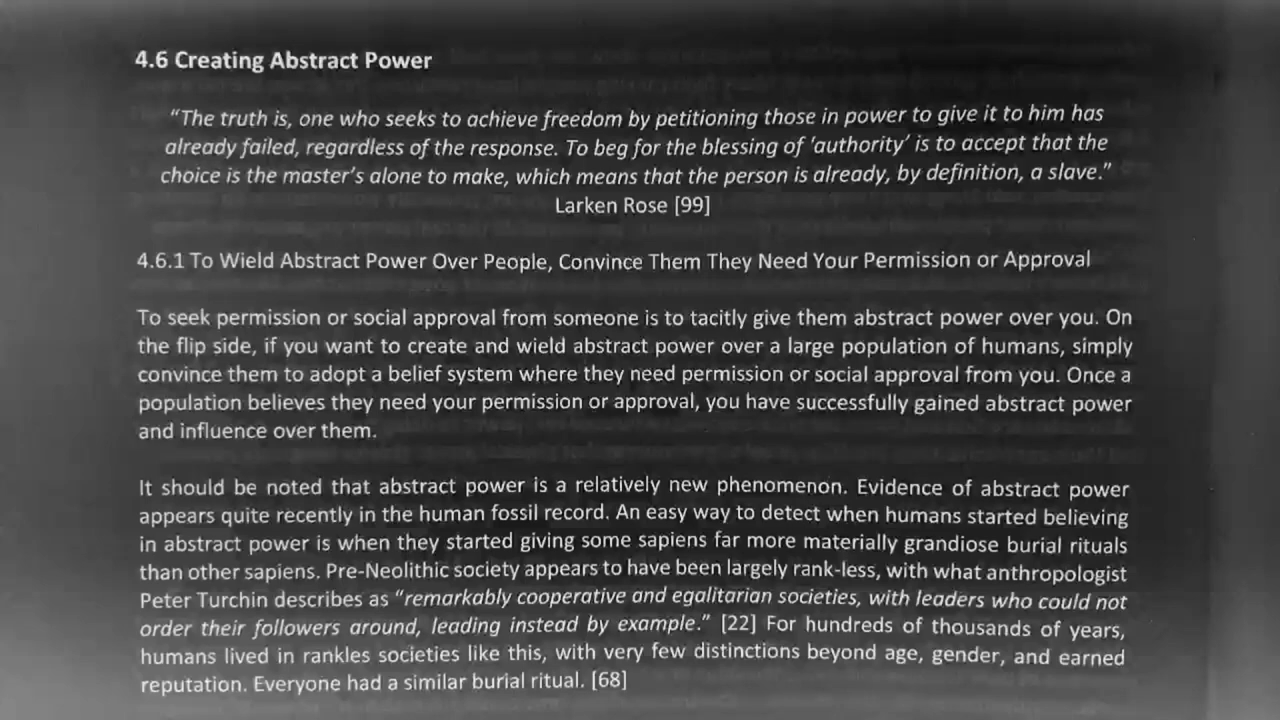 4.6 Creating Abstract Power
“The truth is, one who seeks to achieve freedom by petitioning those in power to give it to him has
already failed, regardless of the response. To beg for the blessing of ‘authority’ is to accept that the
choice is the master’s alone to make, which means that the person is already, by definition, a slave.”
Larken Rose [99]
4.6.1 To Wield Abstract Power Over People, Convince Them They Need Your Permission or Approval
To seek permission or social approval from someone is to tacitly give them abstract power over you. On
the flip side, if you want to create and wield abstract power over a large population of humans, simply
convince them to adopt a belief system where they need permission or social approval from you. Once a
population believes they need your permission or approval, you have successfully gained abstract power
and influence over them.
It should be noted that abstract power is a relatively new phenomenon. Evidence of abstract power
appears quite recently in the human fossil record. An easy way to detect when humans started believing
in abstract power is when they started giving some sapiens far more materially grandiose burial rituals
than other sapiens. Pre-Neolithic society appears to have been largely rank-less, with what anthropologist
Peter Turchin describes as “remarkably cooperative and egalitarian societies, with leaders who could not
order their followers around, leading instead by example.” [22] For hundreds of thousands of years,
humans lived in rankles societies like this, with very few distinctions beyond age, gender, and earned
reputation. Everyone had a similar burial ritual. [68]